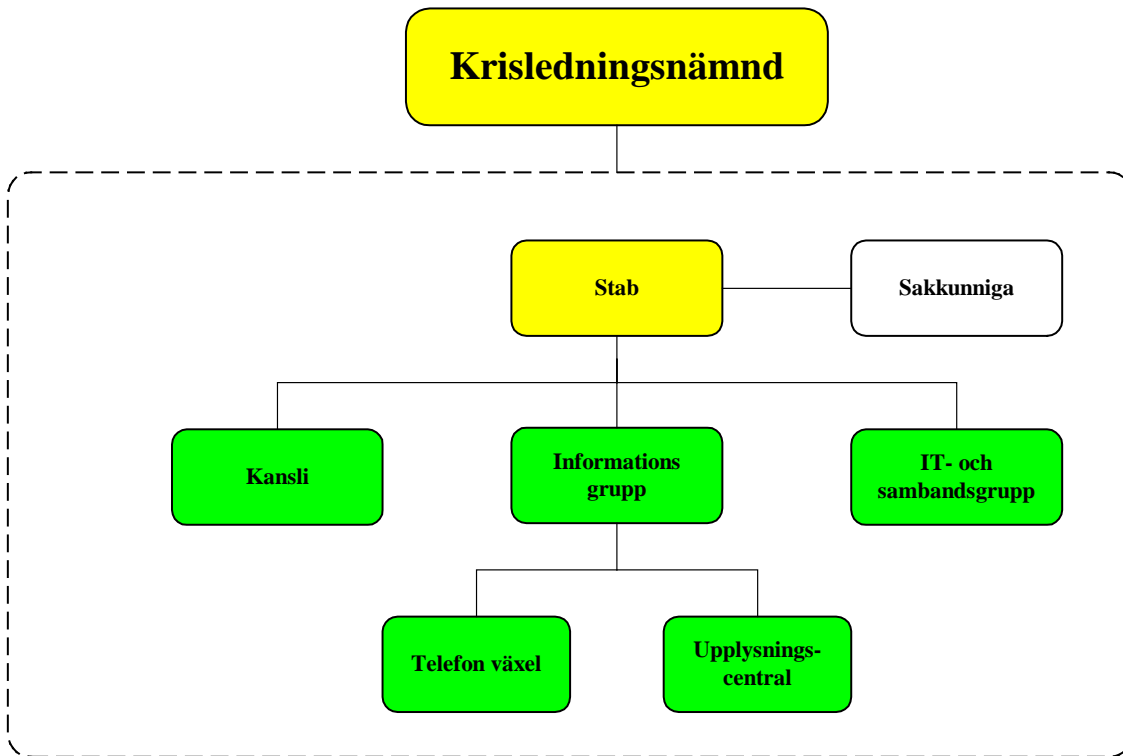 Krisledningsnämnd
Stab
Sakkunniga
Kansli
Informations
grupp
IT- och
sambandsgrupp
Telefon växel
Upplysnings-
central